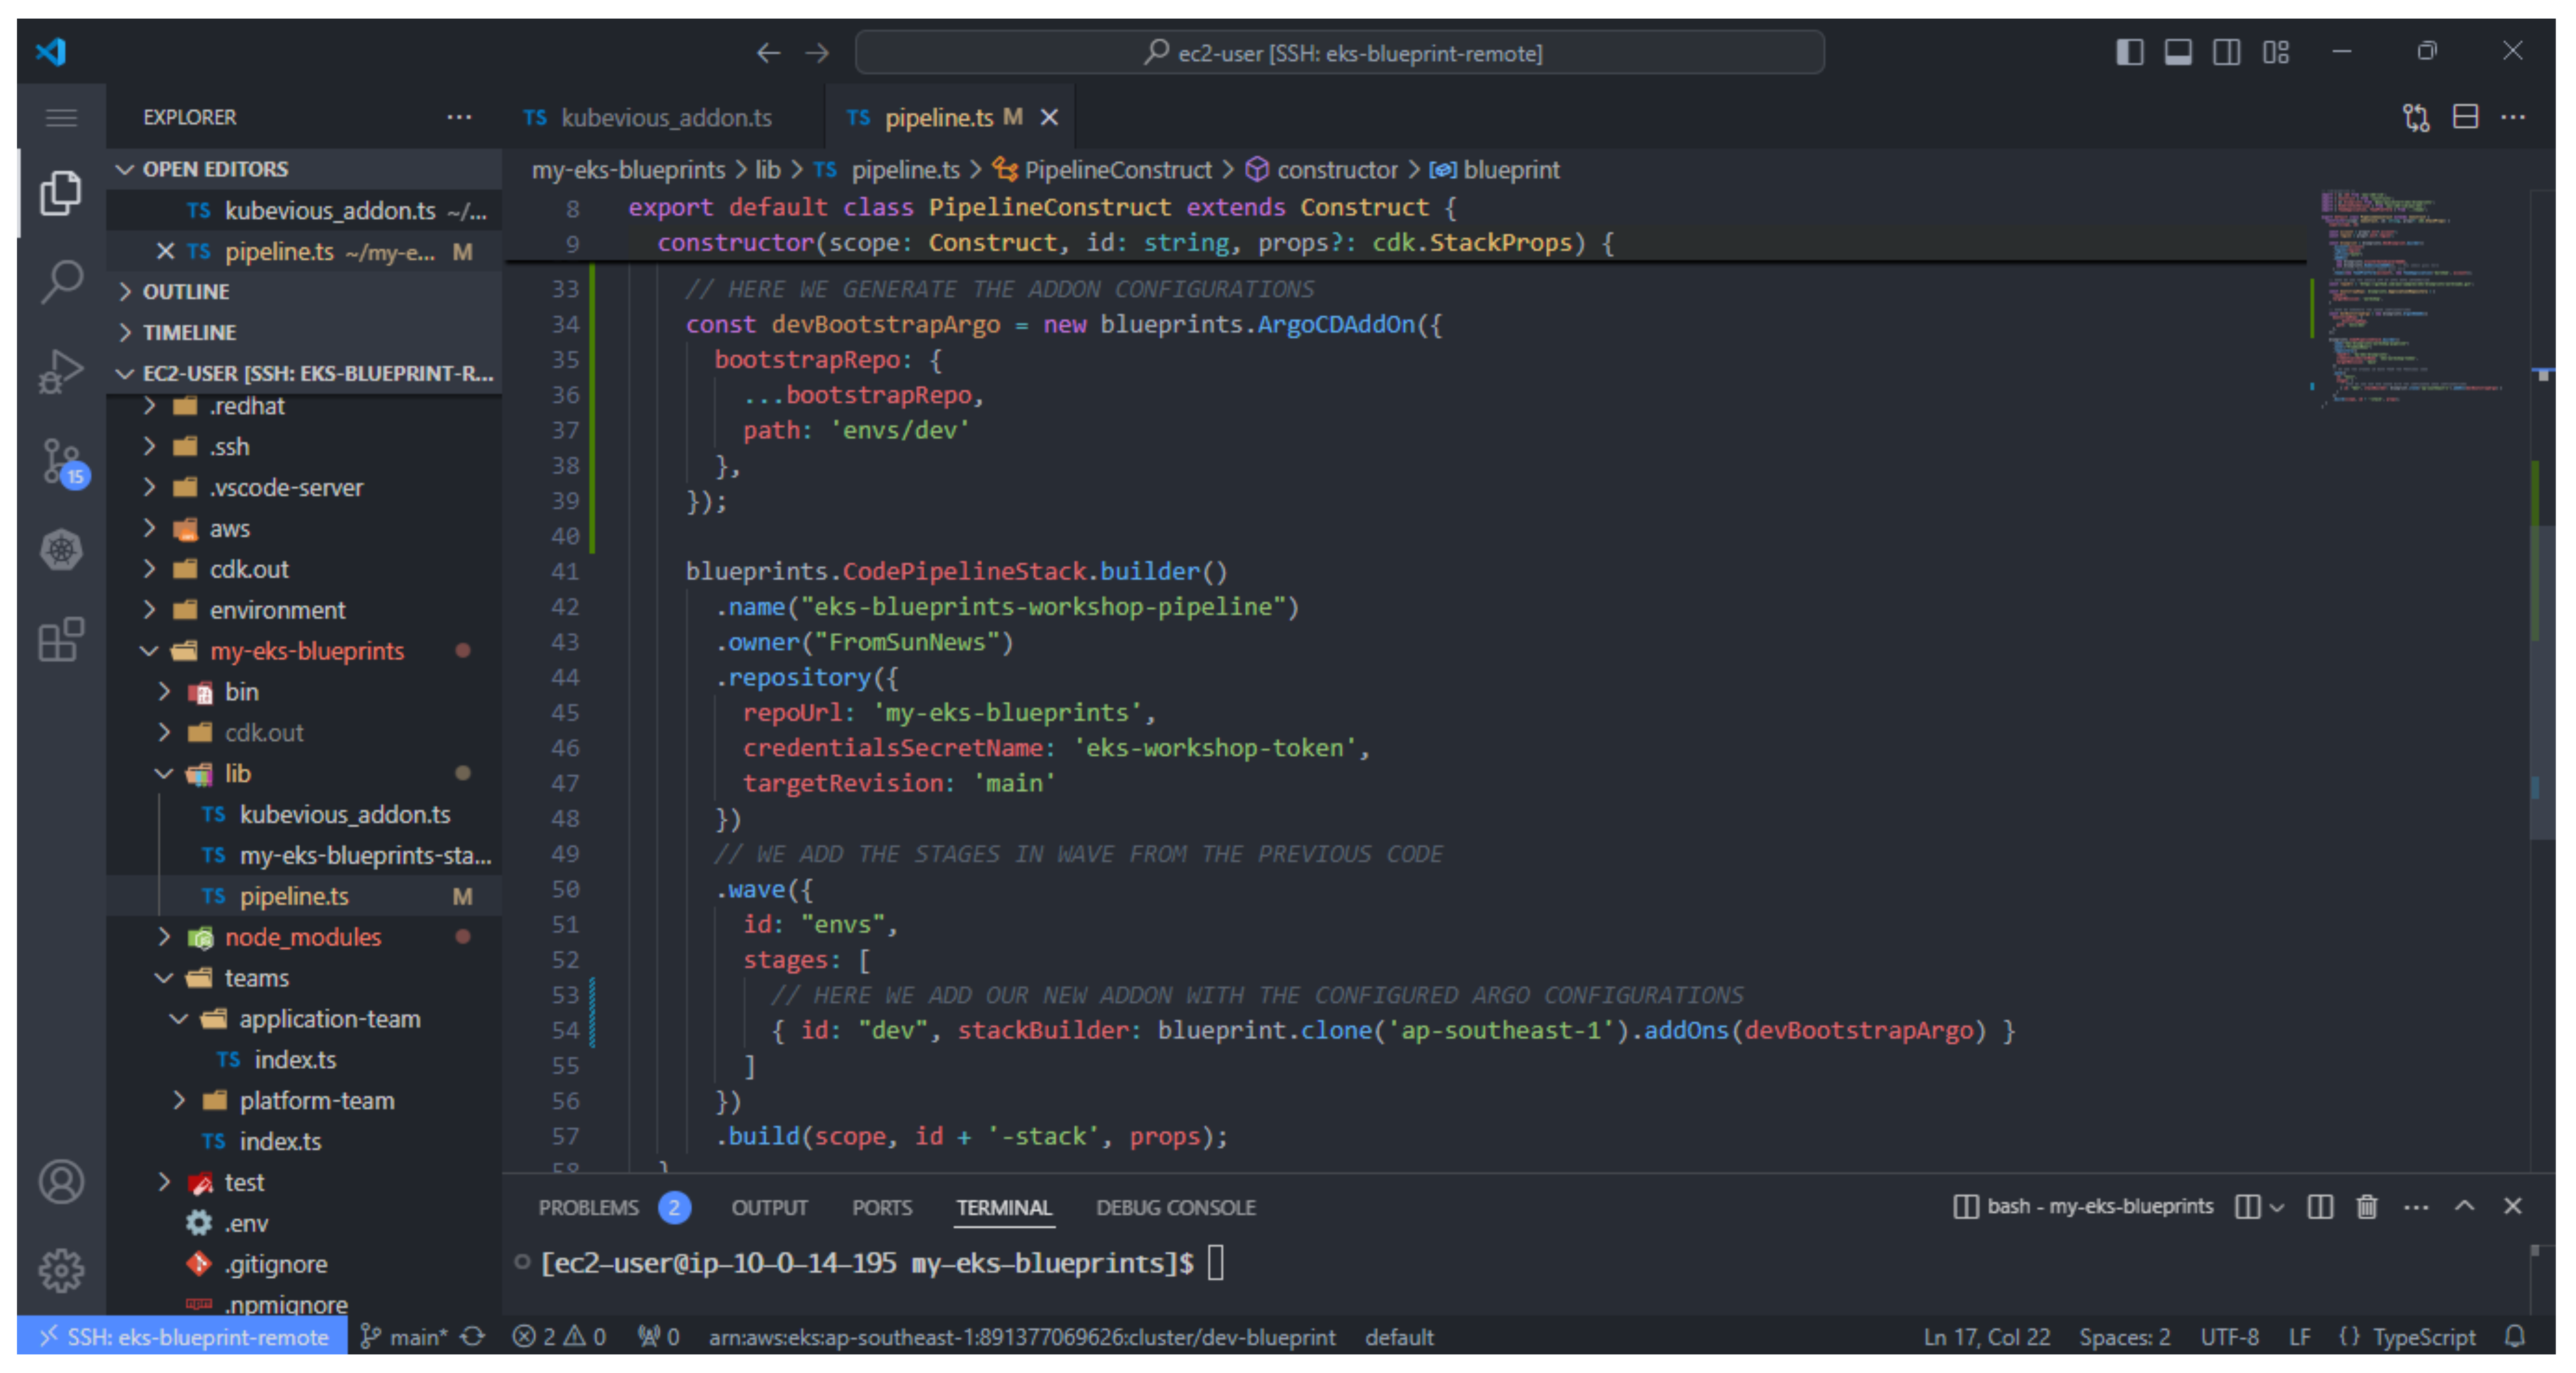 ec2-user [SSH: eks-blueprint-remote]
EXPLORER
TS kubevious_addon.ts
TS pipeline.ts M
OPEN EDITORS
TS kubevious_addon.ts ~/...
TS pipeline.ts ~/my-e... M
OUTLINE
TIMELINE
EC2-USER [SSH: EKS-BLUEPRINT-R...
.redhat
.ssh
.vscode-server
aws
cdk.out
environment
my-eks-blueprints
bin
cdk.out
lib
TS kubevious_addon.ts
TS my-eks-blueprints-sta...
TS pipeline.ts M
node_modules
teams
application-team
TS index.ts
platform-team
TS index.ts
test
.env
.gitignore
.npmignore
15
my-eks-blueprints > lib > TS pipeline.ts > PipelineConstruct > constructor > blueprint
8 export default class PipelineConstruct extends Construct {
9 constructor(scope: Construct, id: string, props?: cdk.StackProps) {
33 // HERE WE GENERATE THE ADDON CONFIGURATIONS
34 const devBootstrapArgo = new blueprints.ArgoCDAddOn({
35 bootstrapRepo: {
36 ...bootstrapRepo,
37 path: 'envs/dev'
38 },
39 });
40
41 blueprints.CodePipelineStack.builder()
42 .name("eks-blueprints-workshop-pipeline")
43 .owner("FromSunNews")
44 .repository({
45 repoUrl: 'my-eks-blueprints',
46 credentialsSecretName: 'eks-workshop-token',
47 targetRevision: 'main'
48 })
49 // WE ADD THE STAGES IN WAVE FROM THE PREVIOUS CODE
50 .wave({
51 id: "envs",
52 stages: [
53 // HERE WE ADD OUR NEW ADDON WITH THE CONFIGURED ARGO CONFIGURATIONS
54 { id: "dev", stackBuilder: blueprint.clone('ap-southeast-1').addOns(devBootstrapArgo) }
55 ]
56 })
57 .build(scope, id + '-stack', props);
58 }
PROBLEMS 2 OUTPUT PORTS TERMINAL DEBUG CONSOLE
bash - my-eks-blueprints
[ec2-user@ip-10-0-14-195 my-eks-blueprints]$
SSH: eks-blueprint-remote main* 2 0 0 arn:aws:eks:ap-southeast-1:891377069626:cluster/dev-blueprint default
Ln 17, Col 22 Spaces: 2 UTF-8 LF {} TypeScript